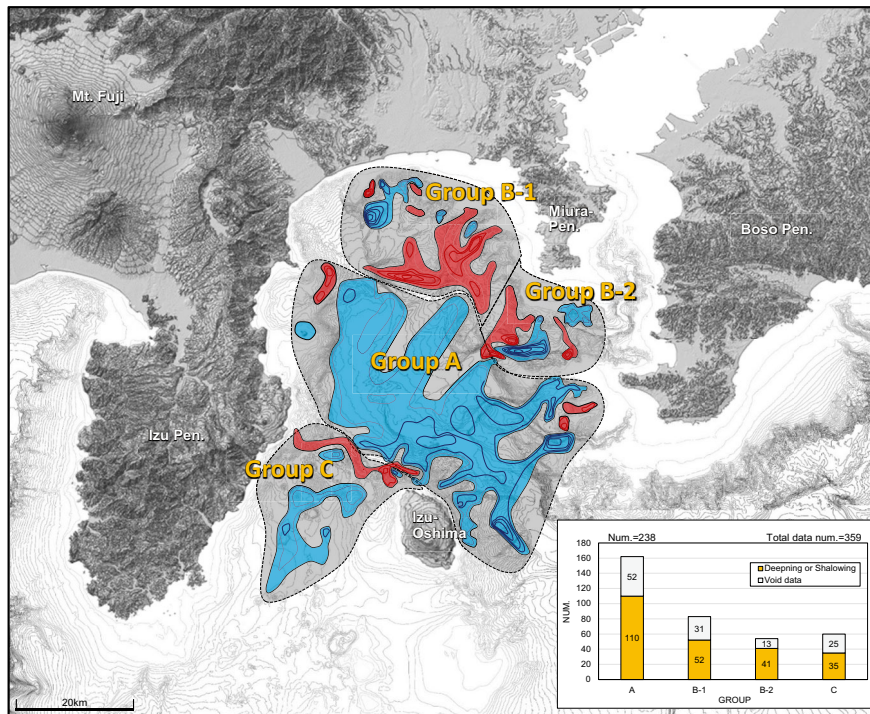 Mt. Fuji
Group B-1
Miura-
Pen.
Boso Pen.
Group B-2
Group A
Izu Pen.
Group C
Izu-
Oshima
20km
Num.=238
Total data num.=359
180
160
140
120
100
80
60
40
20
0
NUM.
Deepning or Shalowing
Void data
52
110
31
52
13
41
25
35
A
B-1
B-2
C
GROUP